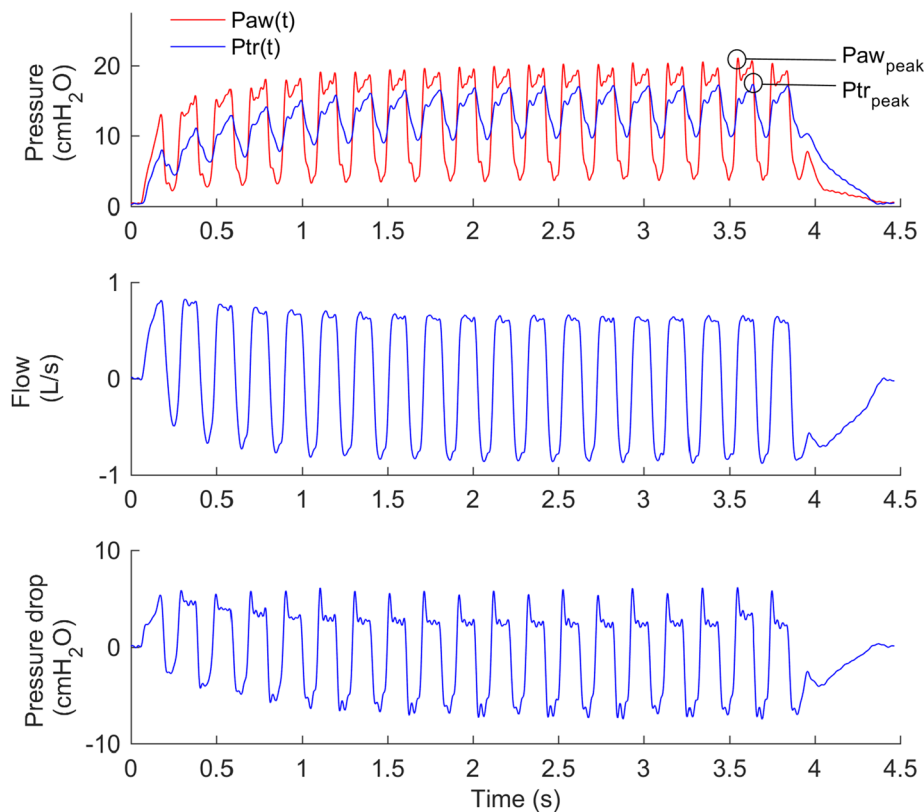 Paw(t)
Ptr(t)
Paw_peak
Ptr_peak
Pressure
(cmH₂O)
20
10
0
0 0.5 1 1.5 2 2.5 3 3.5 4 4.5
Flow
(L/s)
1
0
-1
0 0.5 1 1.5 2 2.5 3 3.5 4 4.5
Pressure drop
(cmH₂O)
10
0
-10
0 0.5 1 1.5 2 2.5 3 3.5 4 4.5
Time (s)